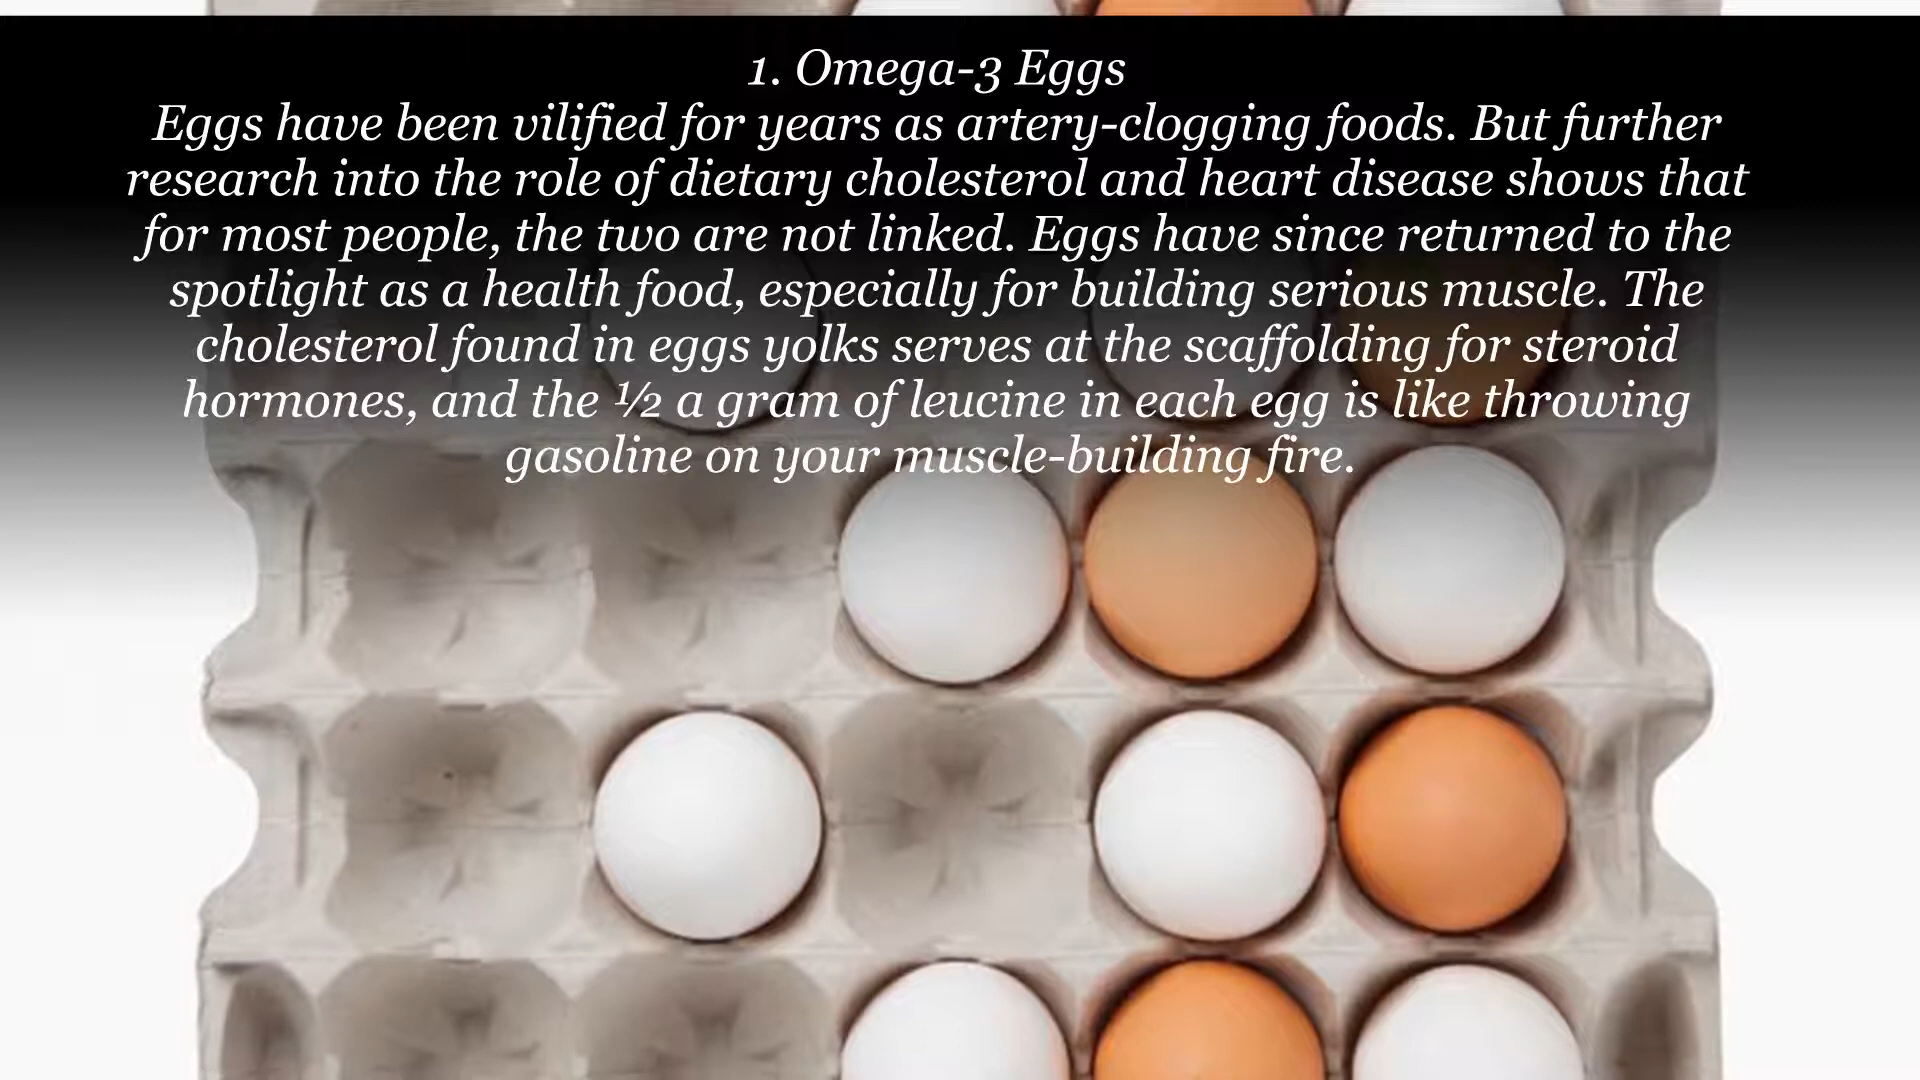 1. Omega-3 Eggs
Eggs have been vilified for years as artery-clogging foods. But further
research into the role of dietary cholesterol and heart disease shows that
for most people, the two are not linked. Eggs have since returned to the
spotlight as a health food, especially for building serious muscle. The
cholesterol found in eggs yolks serves at the scaffolding for steroid
hormones, and the ½ a gram of leucine in each egg is like throwing
gasoline on your muscle-building fire.